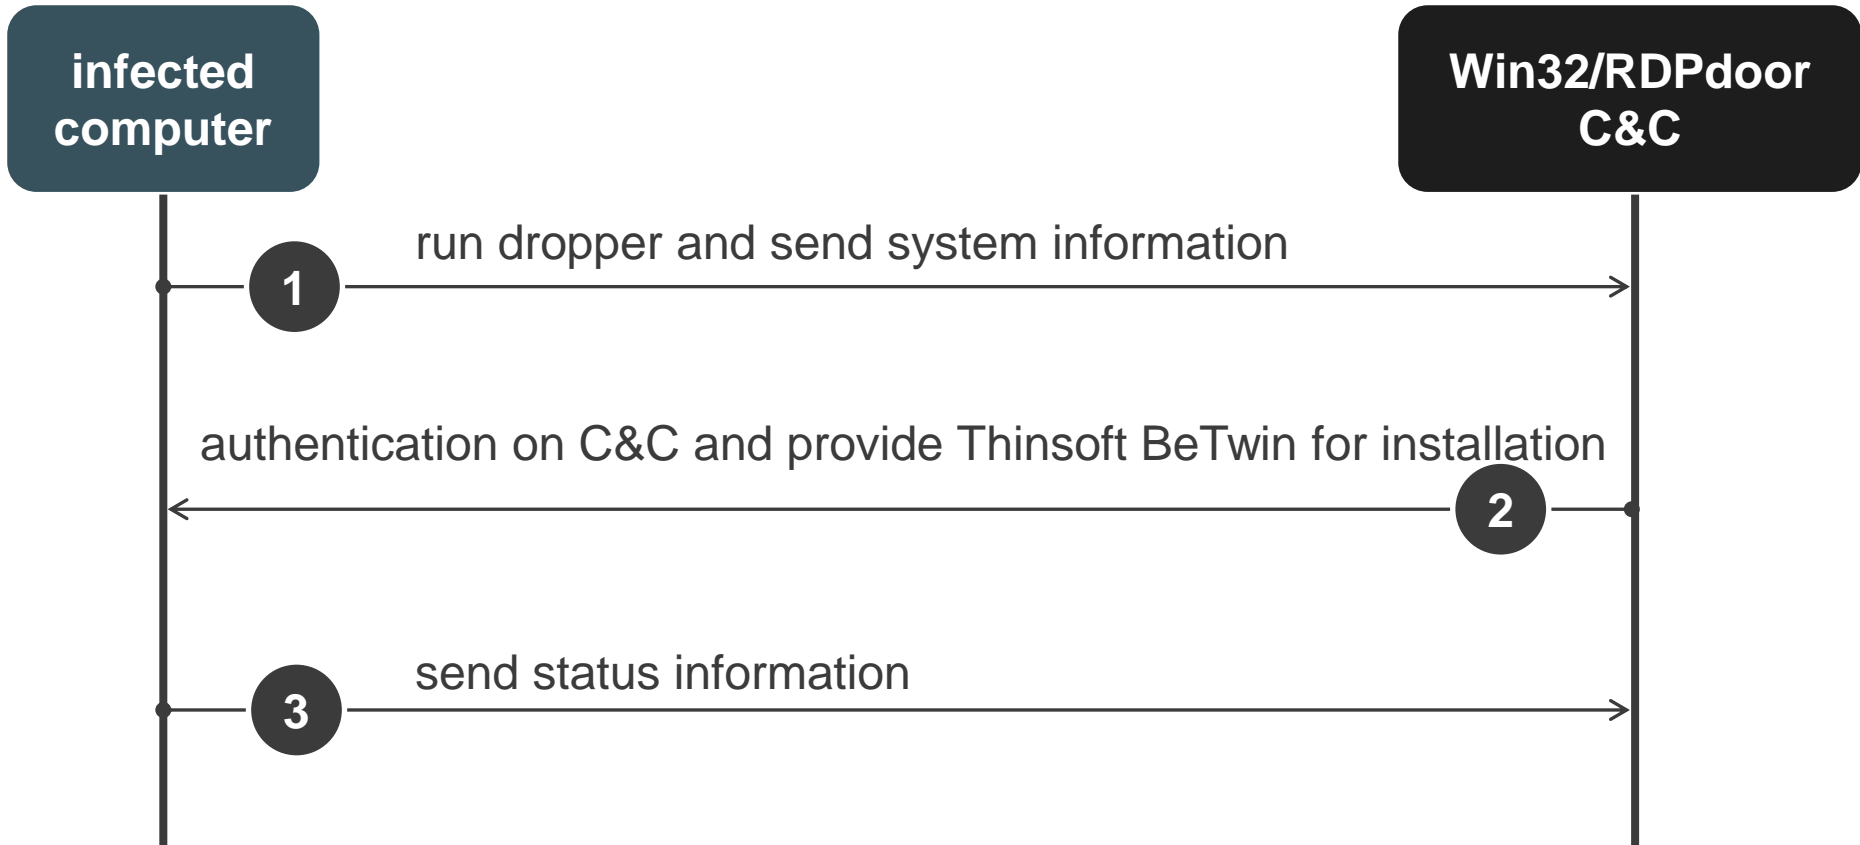 infected
computer
Win32/RDPdoor
C&C
run dropper and send system information
1
authentication on C&C and provide Thinsoft BeTwin for installation
2
send status information
3